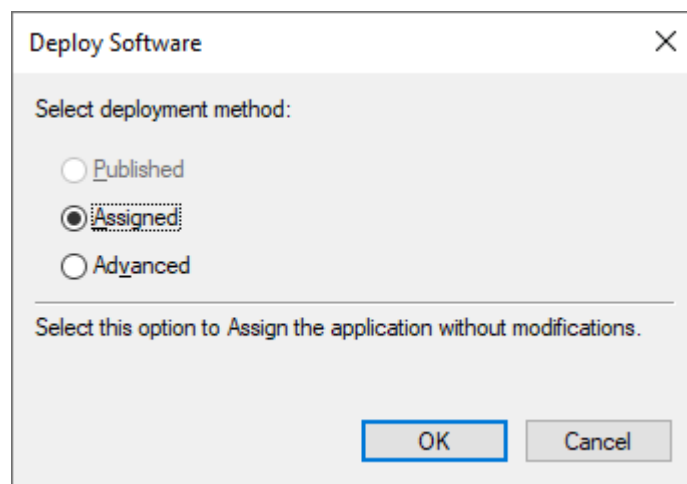 Deploy Software
Select deployment method:
Published
Assigned
Advanced
Select this option to Assign the application without modifications.
OK
Cancel